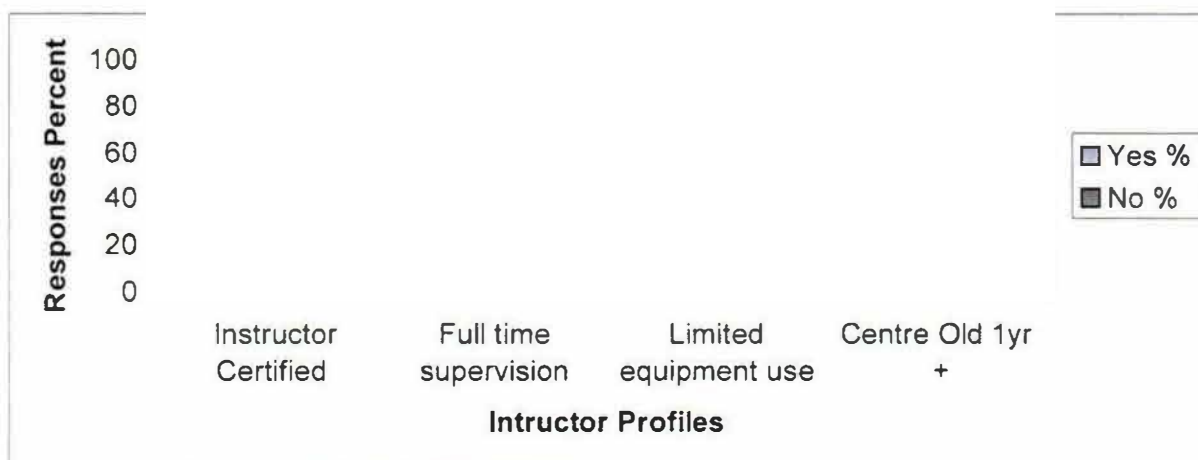 Responses Percent
100
80
60
40
20
0
Instructor Certified
Full time supervision
Limited equipment use
Centre Old 1yr +
Intructor Profiles
Yes %
No %